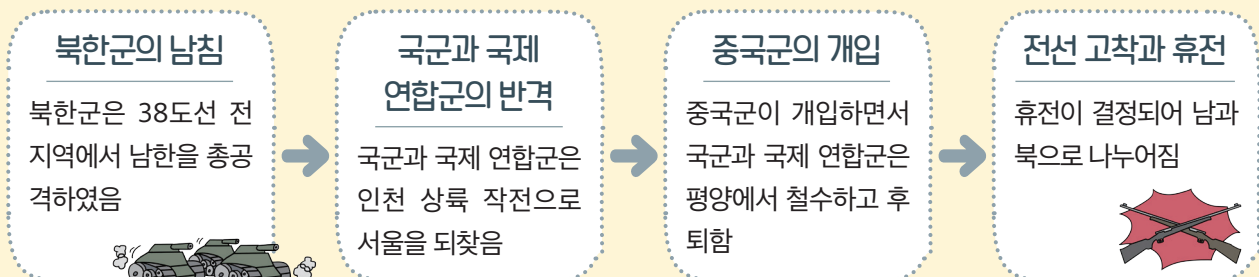 북한군의 남침
북한군은 38도선 전
지역에서 남한을 총공
격하였음
국군과 국제
연합군의 반격
국군과 국제 연합군은
인천 상륙 작전으로
서울을 되찾음
중국군의 개입
중국군이 개입하면서
국군과 국제 연합군은
평양에서 철수하고 후
퇴함
전선 고착과 휴전
휴전이 결정되어 남과
북으로 나누어짐